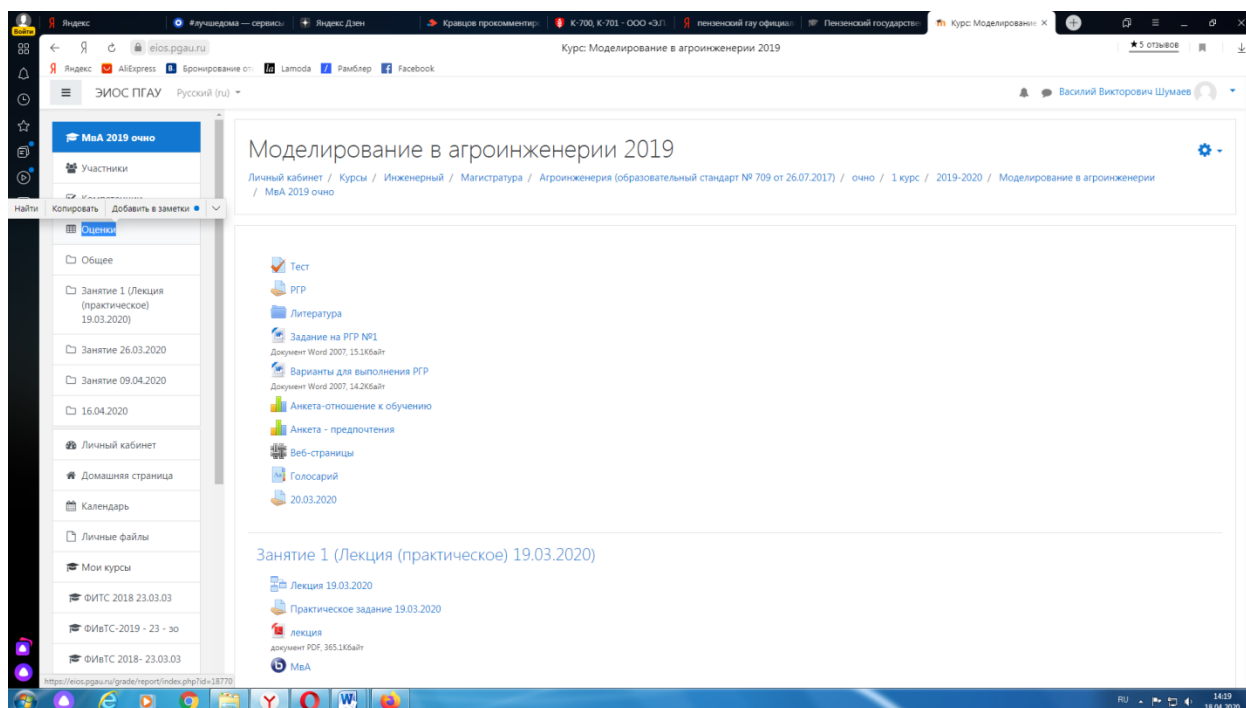 Войти
Яндекс
#лучшедома — сервисы
Яндекс Дзен
Кравцов прокомментир
К-700, К-701 - ООО «Э.Л
пензенский гау официал
Пензенский государстве
Курс: Моделирование
eios.pgau.ru
Курс: Моделирование в агроинженерии 2019
★5 отзывов
Яндекс
AliExpress
Бронирование от
Lamoda
Рамблер
Facebook
ЭИОС ПГАУ
Русский (ru)
Василий Викторович Шумаев
МвА 2019 очно
Участники
Найти
Копировать
Добавить в заметки
Оценки
Общее
Занятие 1 (Лекция
(практическое)
19.03.2020)
Занятие 26.03.2020
Занятие 09.04.2020
16.04.2020
Личный кабинет
Домашняя страница
Календарь
Личные файлы
Мои курсы
ФИТС 2018 23.03.03
ФИвТС-2019 - 23 - зо
ФИвТС 2018- 23.03.03
https://eios.pgau.ru/grade/report/index.php?id=18770
Моделирование в агроинженерии 2019
Личный кабинет / Курсы / Инженерный / Магистратура / Агроинженерия (образовательный стандарт № 709 от 26.07.2017) / очно / 1 курс / 2019-2020 / Моделирование в агроинженерии
/ МвА 2019 очно
Тест
РГР
Литература
Задание на РГР №1
Документ Word 2007, 15.1Кбайт
Варианты для выполнения РГР
Документ Word 2007, 14.2Кбайт
Анкета-отношение к обучению
Анкета - предпочтения
Веб-страницы
Голосарий
20.03.2020
Занятие 1 (Лекция (практическое) 19.03.2020)
Лекция 19.03.2020
Практическое задание 19.03.2020
лекция
документ PDF, 365.1Кбайт
МвА
RU
14:19
18.04.2020